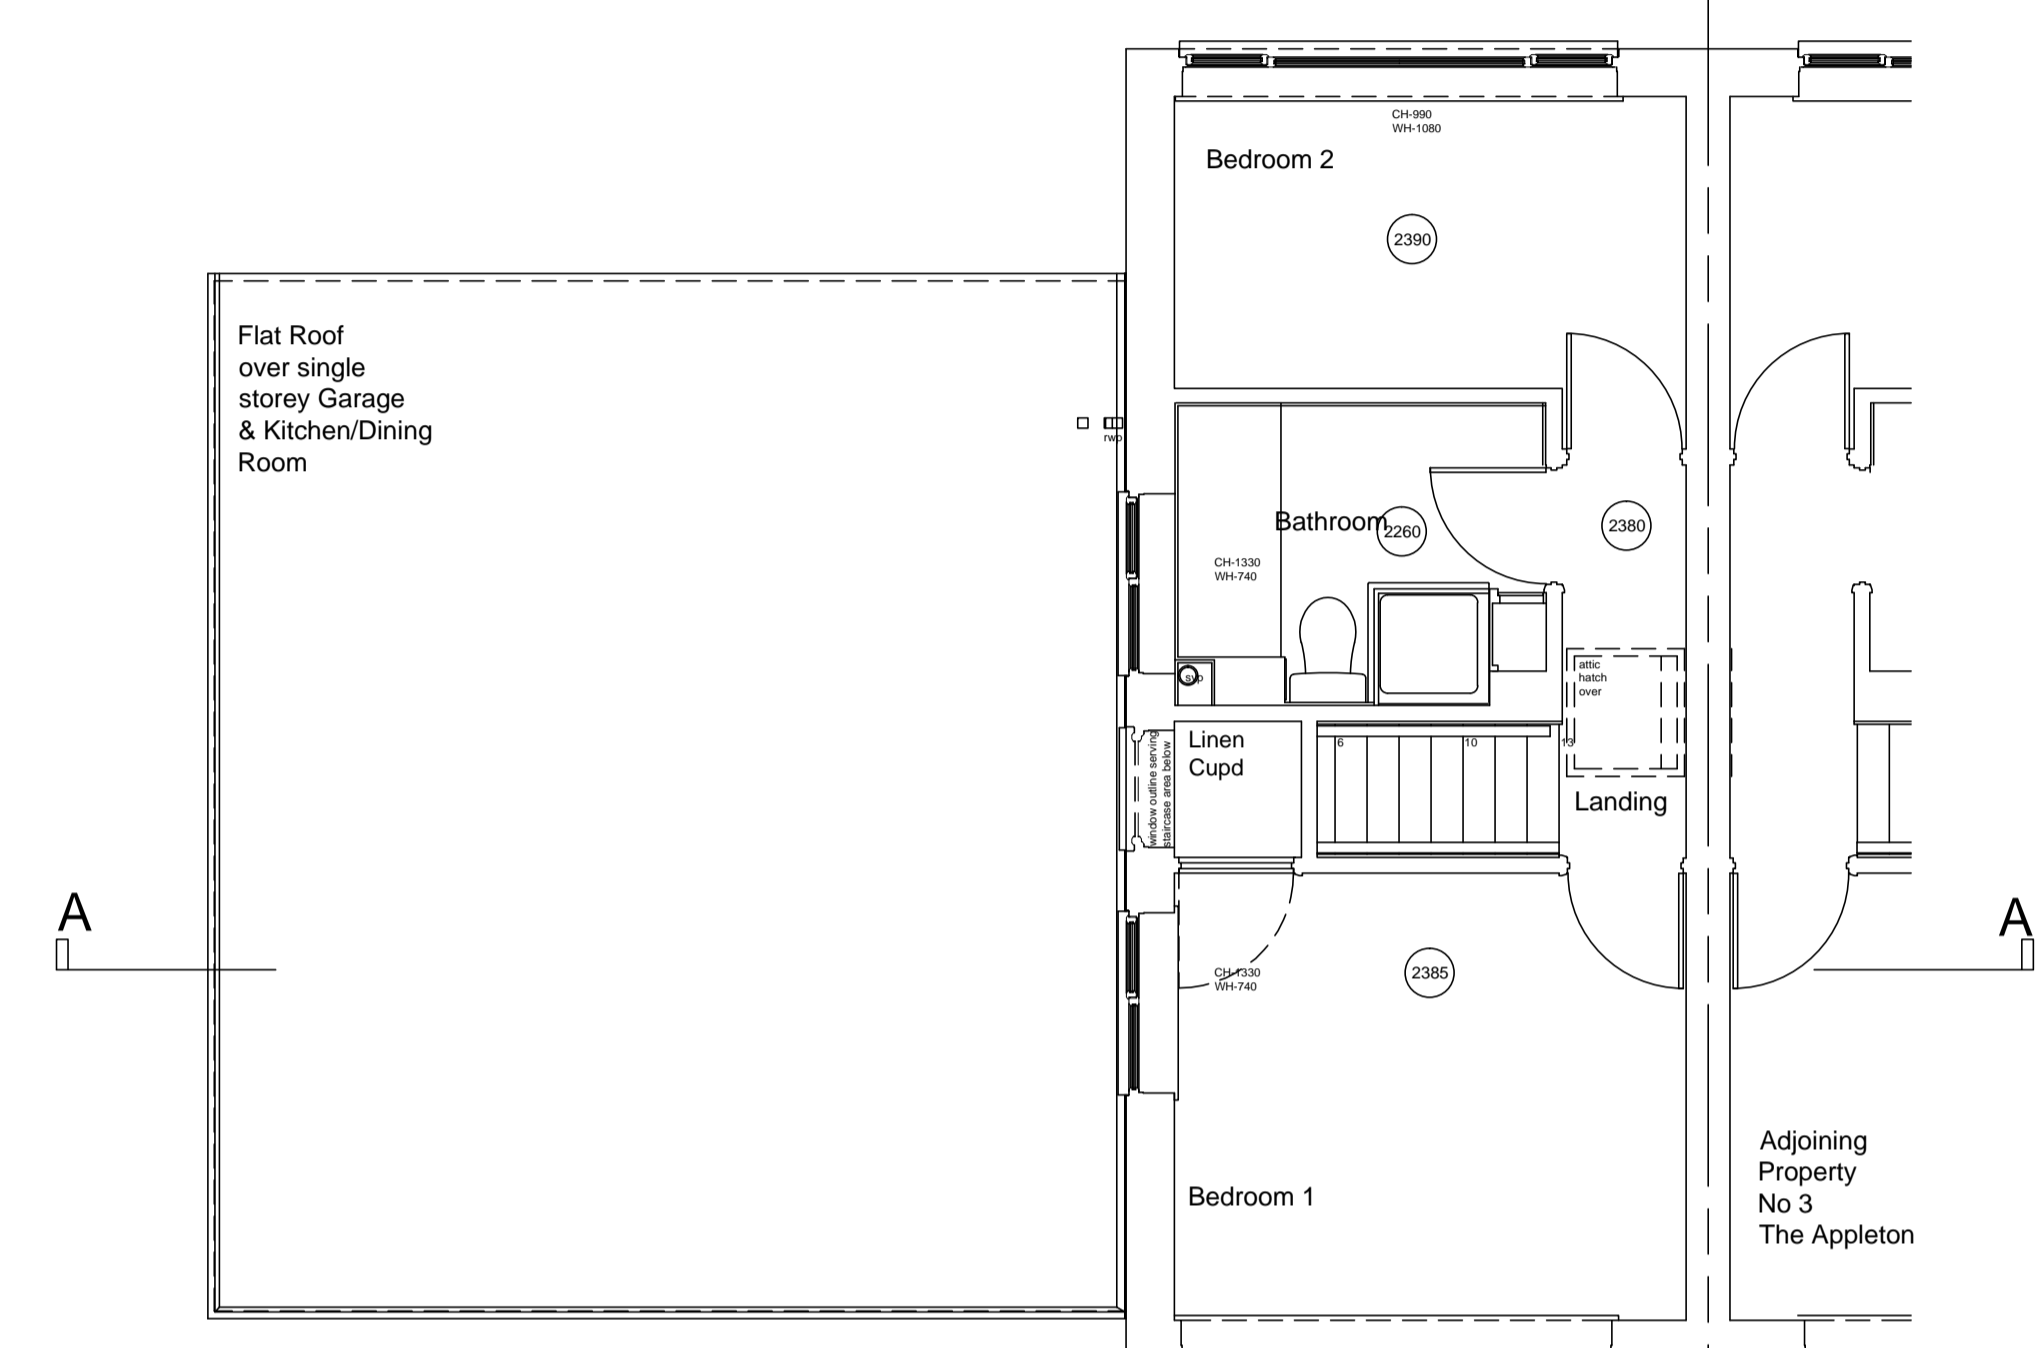 CH-990
WH-1080
Bedroom 2
2390
Flat Roof
over single
storey Garage
& Kitchen/Dining
Room
rwp
Bathroom
2260
2380
CH-1330
WH-740
svp
attic
hatch
over
Linen
Cupd
6
10
13
window outline serving
staircase area below
Landing
A
A
CH-1330
WH-740
2385
Bedroom 1
Adjoining
Property
No 3
The Appleton